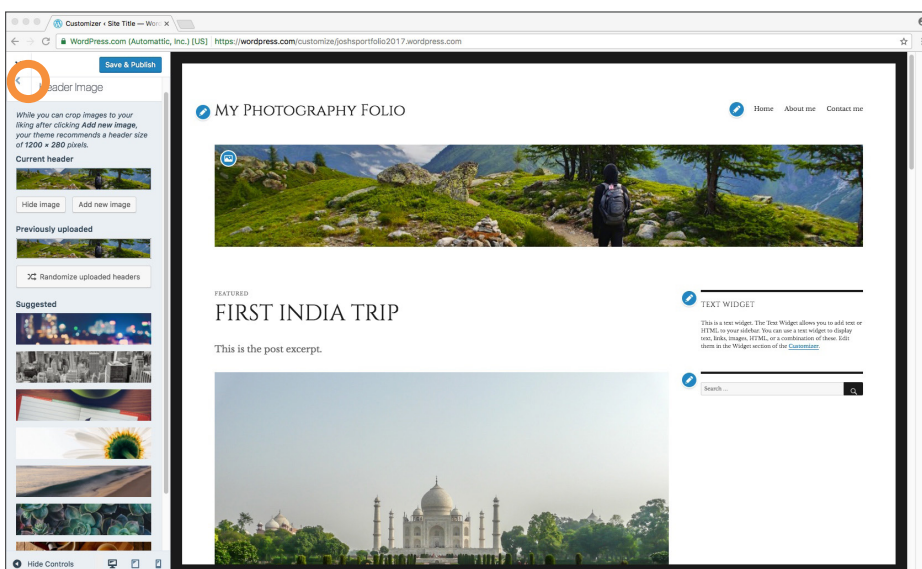 Customizer ‹ Site Title — Word
WordPress.com (Automattic, Inc.) [US] https://wordpress.com/customize/joshsportfolio2017.wordpress.com
Save & Publish
Header Image
While you can crop images to your
liking after clicking Add new image,
your theme recommends a header size
of 1200 × 280 pixels.
Current header
Hide image Add new image
Previously uploaded
Randomize uploaded headers
Suggested
Hide Controls
MY PHOTOGRAPHY FOLIO
Home About me Contact me
FEATURED
FIRST INDIA TRIP
This is the post excerpt.
TEXT WIDGET
This is a text widget. The Text Widget allows you to add text or
HTML to your sidebar. You can use a text widget to display
text, links, images, HTML, or a combination of these. Edit
them in the Widget section of the Customizer.
Search ...